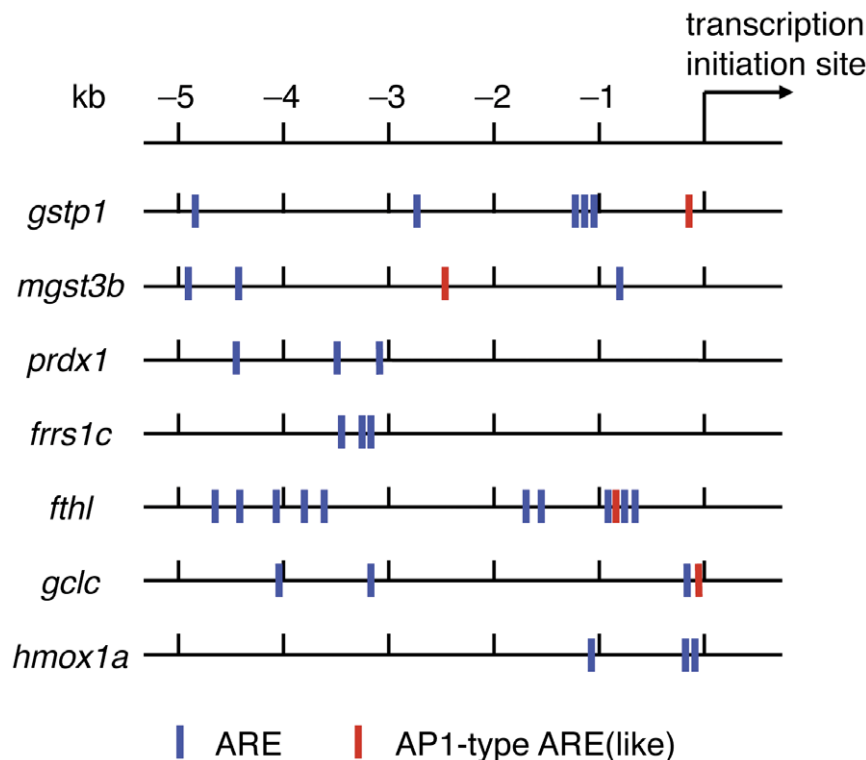 transcription
initiation site
kb –5 –4 –3 –2 –1
gstp1
mgst3b
prdx1
frrs1c
fthl
gclc
hmox1a
ARE AP1-type ARE(like)